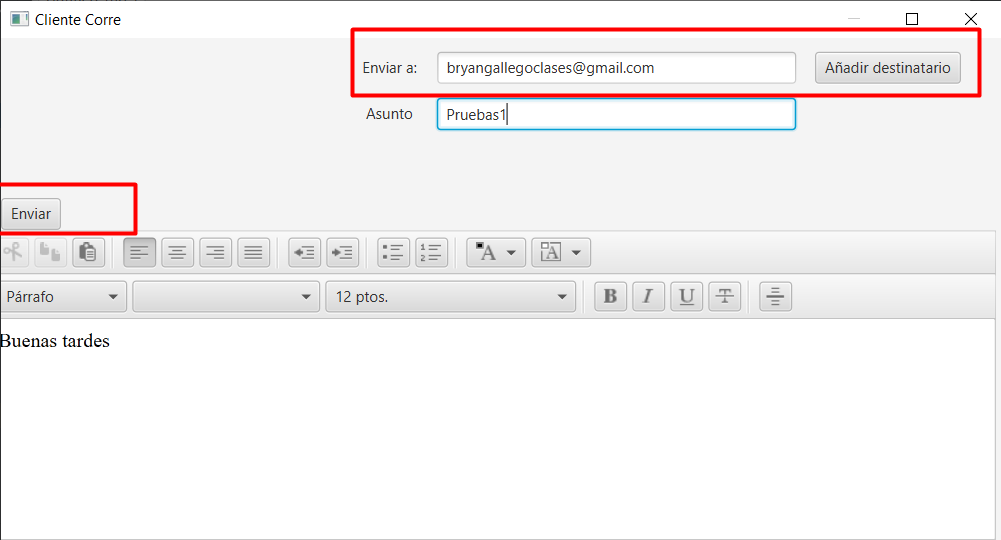 Cliente Corre
Enviar a: bryangallegoclases@gmail.com Añadir destinatario
Asunto Pruebas1
Enviar
Párrafo 12 ptos. B I U T
Buenas tardes